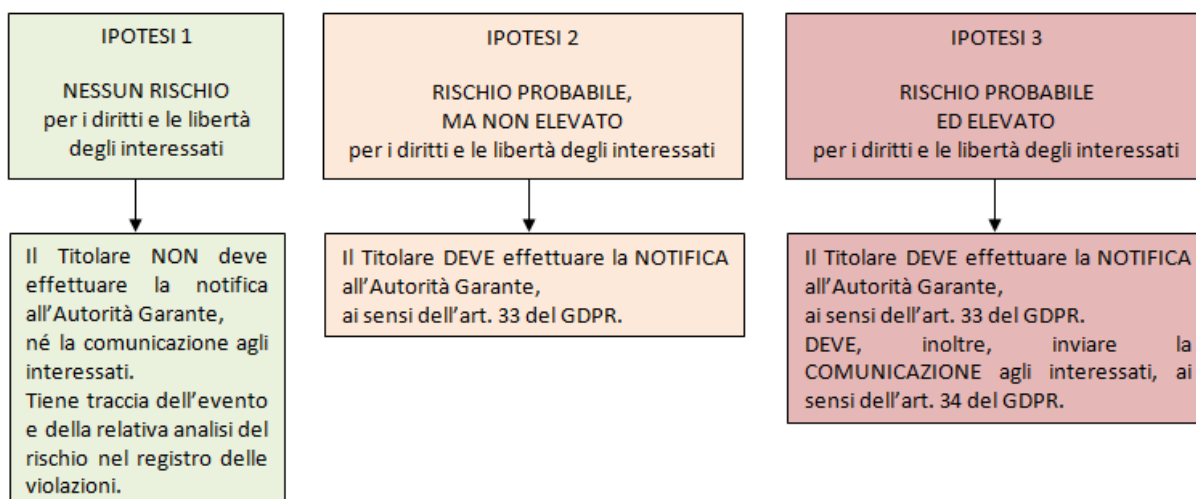 IPOTESI 1
NESSUN RISCHIO
per i diritti e le libertà
degli interessati
IPOTESI 2
RISCHIO PROBABILE,
MA NON ELEVATO
per i diritti e le libertà degli interessati
IPOTESI 3
RISCHIO PROBABILE
ED ELEVATO
per i diritti e le libertà degli interessati
Il Titolare NON deve
effettuare la notifica
all'Autorità Garante,
né la comunicazione agli
interessati.
Tiene traccia dell'evento
e della relativa analisi del
rischio nel registro delle
violazioni.
Il Titolare DEVE effettuare la NOTIFICA
all'Autorità Garante,
ai sensi dell'art. 33 del GDPR.
Il Titolare DEVE effettuare la NOTIFICA
all'Autorità Garante,
ai sensi dell'art. 33 del GDPR.
DEVE, inoltre, inviare la
COMUNICAZIONE agli interessati, ai
sensi dell'art. 34 del GDPR.